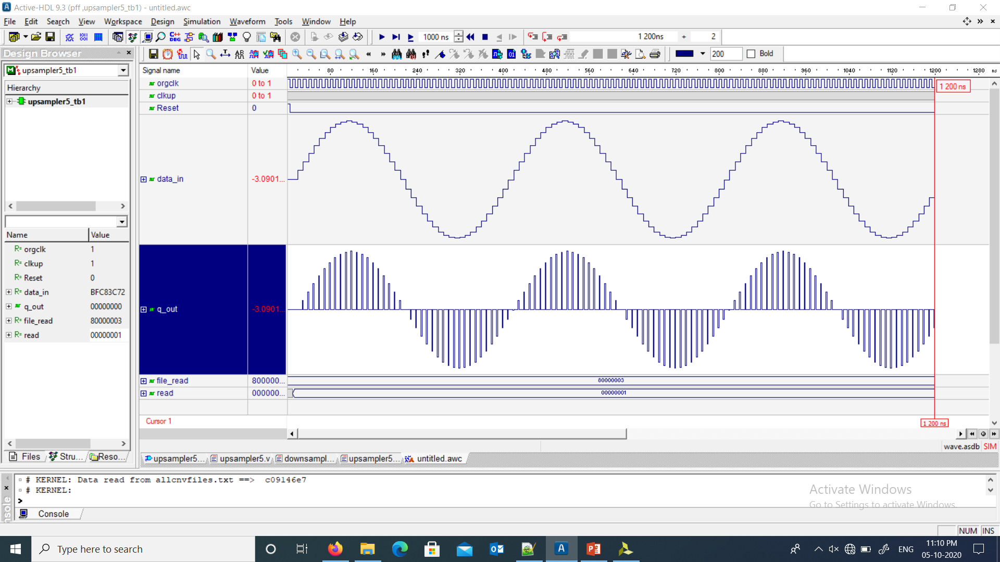 Active-HDL 9.3 (pff ,upsampler5_tb1) - untitled.awc
File Edit Search View Workspace Design Simulation Waveform Tools Window Help
1000 ns 1 200ns + 2
Design Browser
200 Bold
upsampler5_tb1
Hierarchy
upsampler5_tb1
Name Value
orgclk 1
clkup 1
Reset 0
data_in BFC83C72
q_out 00000000
file_read 80000003
read 00000001
Files Stru... Reso...
Signal name Value 80 160 240 320 400 480 560 640 720 800 880 960 1040 1120 1200 1280 ns
orgclk 0 to 1
1 200 ns
clkup 0 to 1
Reset 0
data_in -3.0901...
q_out -3.0901...
file_read 800000... 80000003
read 000000... 00000001
Cursor 1 1 200 ns
wave.asdb SIM
upsampler5... upsampler5.v downsampl... upsampler5... untitled.awc
# KERNEL: Data read from allcnvfiles.txt ==> c09146e7
# KERNEL:
>
Console
Activate Windows
Go to Settings to activate Windows.
NUM INS
Type here to search
ENG
11:10 PM
05-10-2020